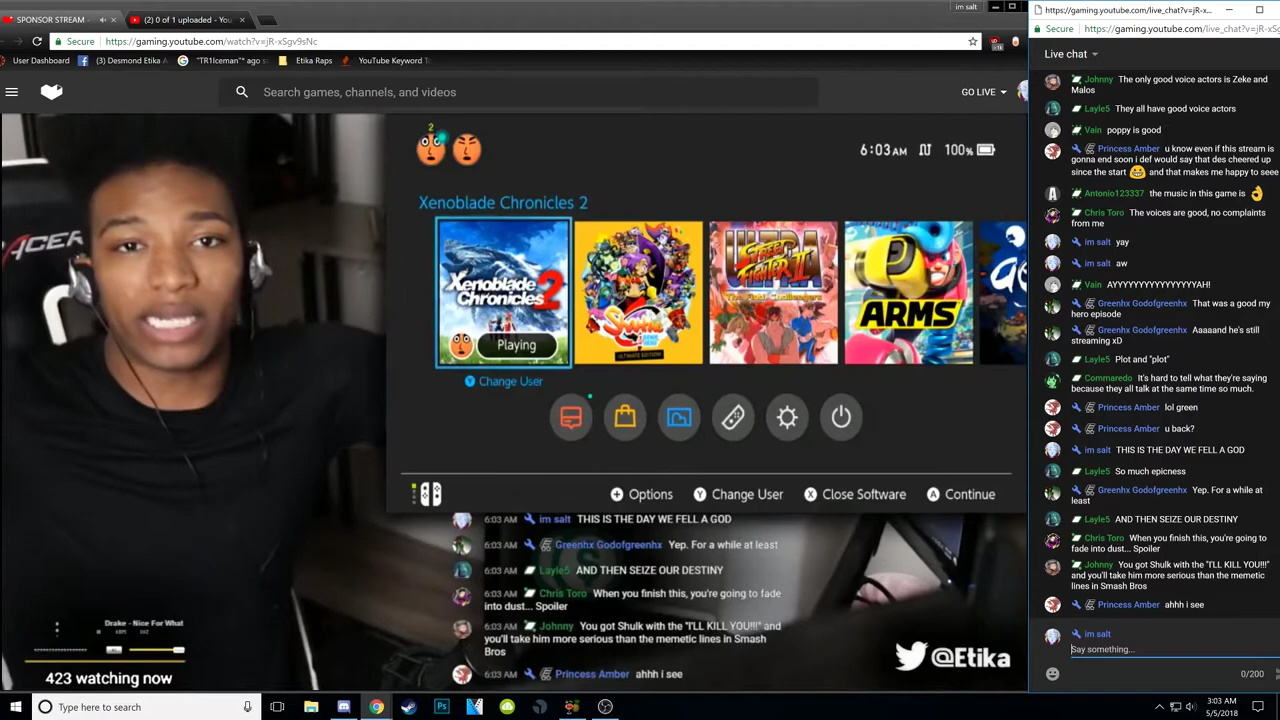 SPONSOR STREAM -
(2) 0 of 1 uploaded - You
im salt
https://gaming.youtube.com/live_chat?v=jR-x...
Secure
https://gaming.youtube.com/watch?v=jR-xSgv9sNc
Secure
https://gaming.youtube.com/live_chat?v=jR-xSg
User Dashboard
(3) Desmond Etika A
"TR1Iceman"* ago s
Etika Raps
YouTube Keyword To
Search games, channels, and videos
GO LIVE
Live chat
ACER
2
6:03 AM
100%
Xenoblade Chronicles 2
Xenoblade Chronicles 2
Playing
Shantae
ULTIMATE EDITION
ULTRA
STREET FIGHTER II
The Final Challengers
ARMS
Change User
Options
Change User
Close Software
Continue
6:03 AM im salt THIS IS THE DAY WE FELL A GOD
6:03 AM Greenhx Godofgreenhx Yep. For a while at least
6:03 AM Layle5 AND THEN SEIZE OUR DESTINY
6:03 AM Chris Toro When you finish this, you're going to fade
into dust... Spoiler
6:03 AM Johnny You got Shulk with the "I'LL KILL YOU!!!" and
you'll take him more serious than the memetic lines in Smash
Bros
6:03 AM Princess Amber ahhh i see
Drake - Nice For What
423 watching now
@Etika
Johnny The only good voice actors is Zeke and
Malos
Layle5 They all have good voice actors
Vain poppy is good
Princess Amber u know even if this stream is
gonna end soon i def would say that des cheered up
since the start 😄 and that makes me happy to seee
A Antonio123337 the music in this game is 👌
Chris Toro The voices are good, no complaints
from me
im salt yay
im salt aw
Vain AYYYYYYYYYYYYYYYAH!
Greenhx Godofgreenhx That was a good my
hero episode
Greenhx Godofgreenhx Aaaaand he's still
streaming xD
Layle5 Plot and "plot"
Commaredo It's hard to tell what they're saying
because they all talk at the same time so much.
Princess Amber lol green
Princess Amber u back?
im salt THIS IS THE DAY WE FELL A GOD
Layle5 So much epicness
Greenhx Godofgreenhx Yep. For a while at
least
Layle5 AND THEN SEIZE OUR DESTINY
Chris Toro When you finish this, you're going to
fade into dust... Spoiler
Johnny You got Shulk with the "I'LL KILL YOU!!!"
and you'll take him more serious than the memetic
lines in Smash Bros
Princess Amber ahhh i see
im salt
Say something...
0/200
Type here to search
3:03 AM
5/5/2018